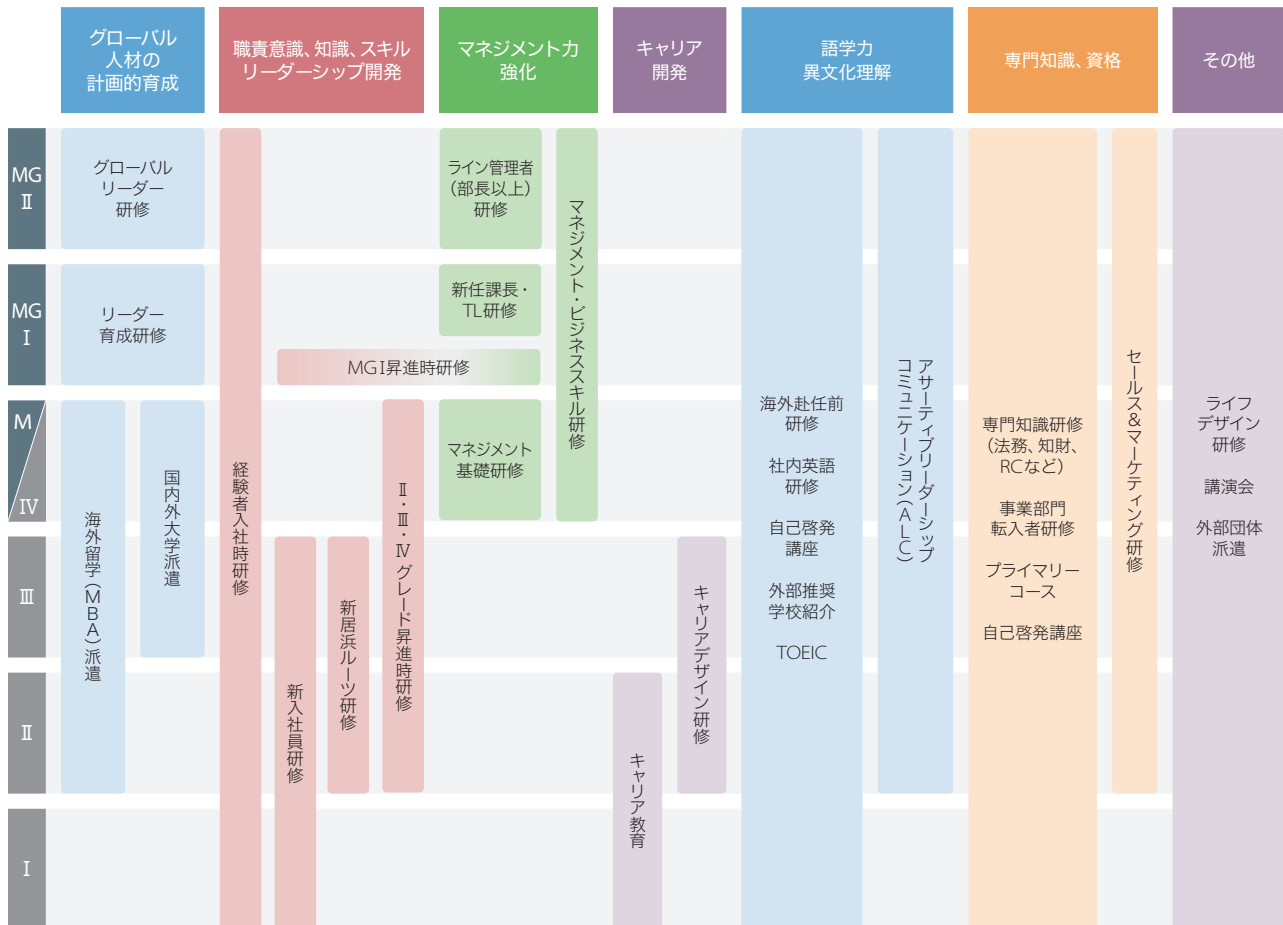 グローバル
人材の
計画的育成
職責意識、知識、スキル
リーダーシップ開発
マネジメント力
強化
キャリア
開発
語学力
異文化理解
専門知識、資格
その他
MG
Ⅱ
グローバル
リーダー
研修
ライン管理者
(部長以上)
研修
MG
Ⅰ
リーダー
育成研修
新任課長・
TL研修
MGⅠ昇進時研修
M
Ⅳ
海外留学(MBA)派遣
国内外大学派遣
経験者入社時研修
新入社員研修
新居浜ルーツ研修
Ⅱ・Ⅲ・Ⅳグレード昇進時研修
マネジメント
基礎研修
マネジメント・ビジネススキル研修
キャリア教育
キャリアデザイン研修
海外赴任前
研修
社内英語
研修
自己啓発
講座
外部推奨
学校紹介
TOEIC
アサーティブリーダーシップ
コミュニケーション(ALC)
専門知識研修
(法務、知財、
RCなど)
事業部門
転入者研修
プライマリー
コース
自己啓発講座
セールス&マーケティング研修
ライフ
デザイン
研修
講演会
外部団体
派遣
Ⅲ
Ⅱ
Ⅰ